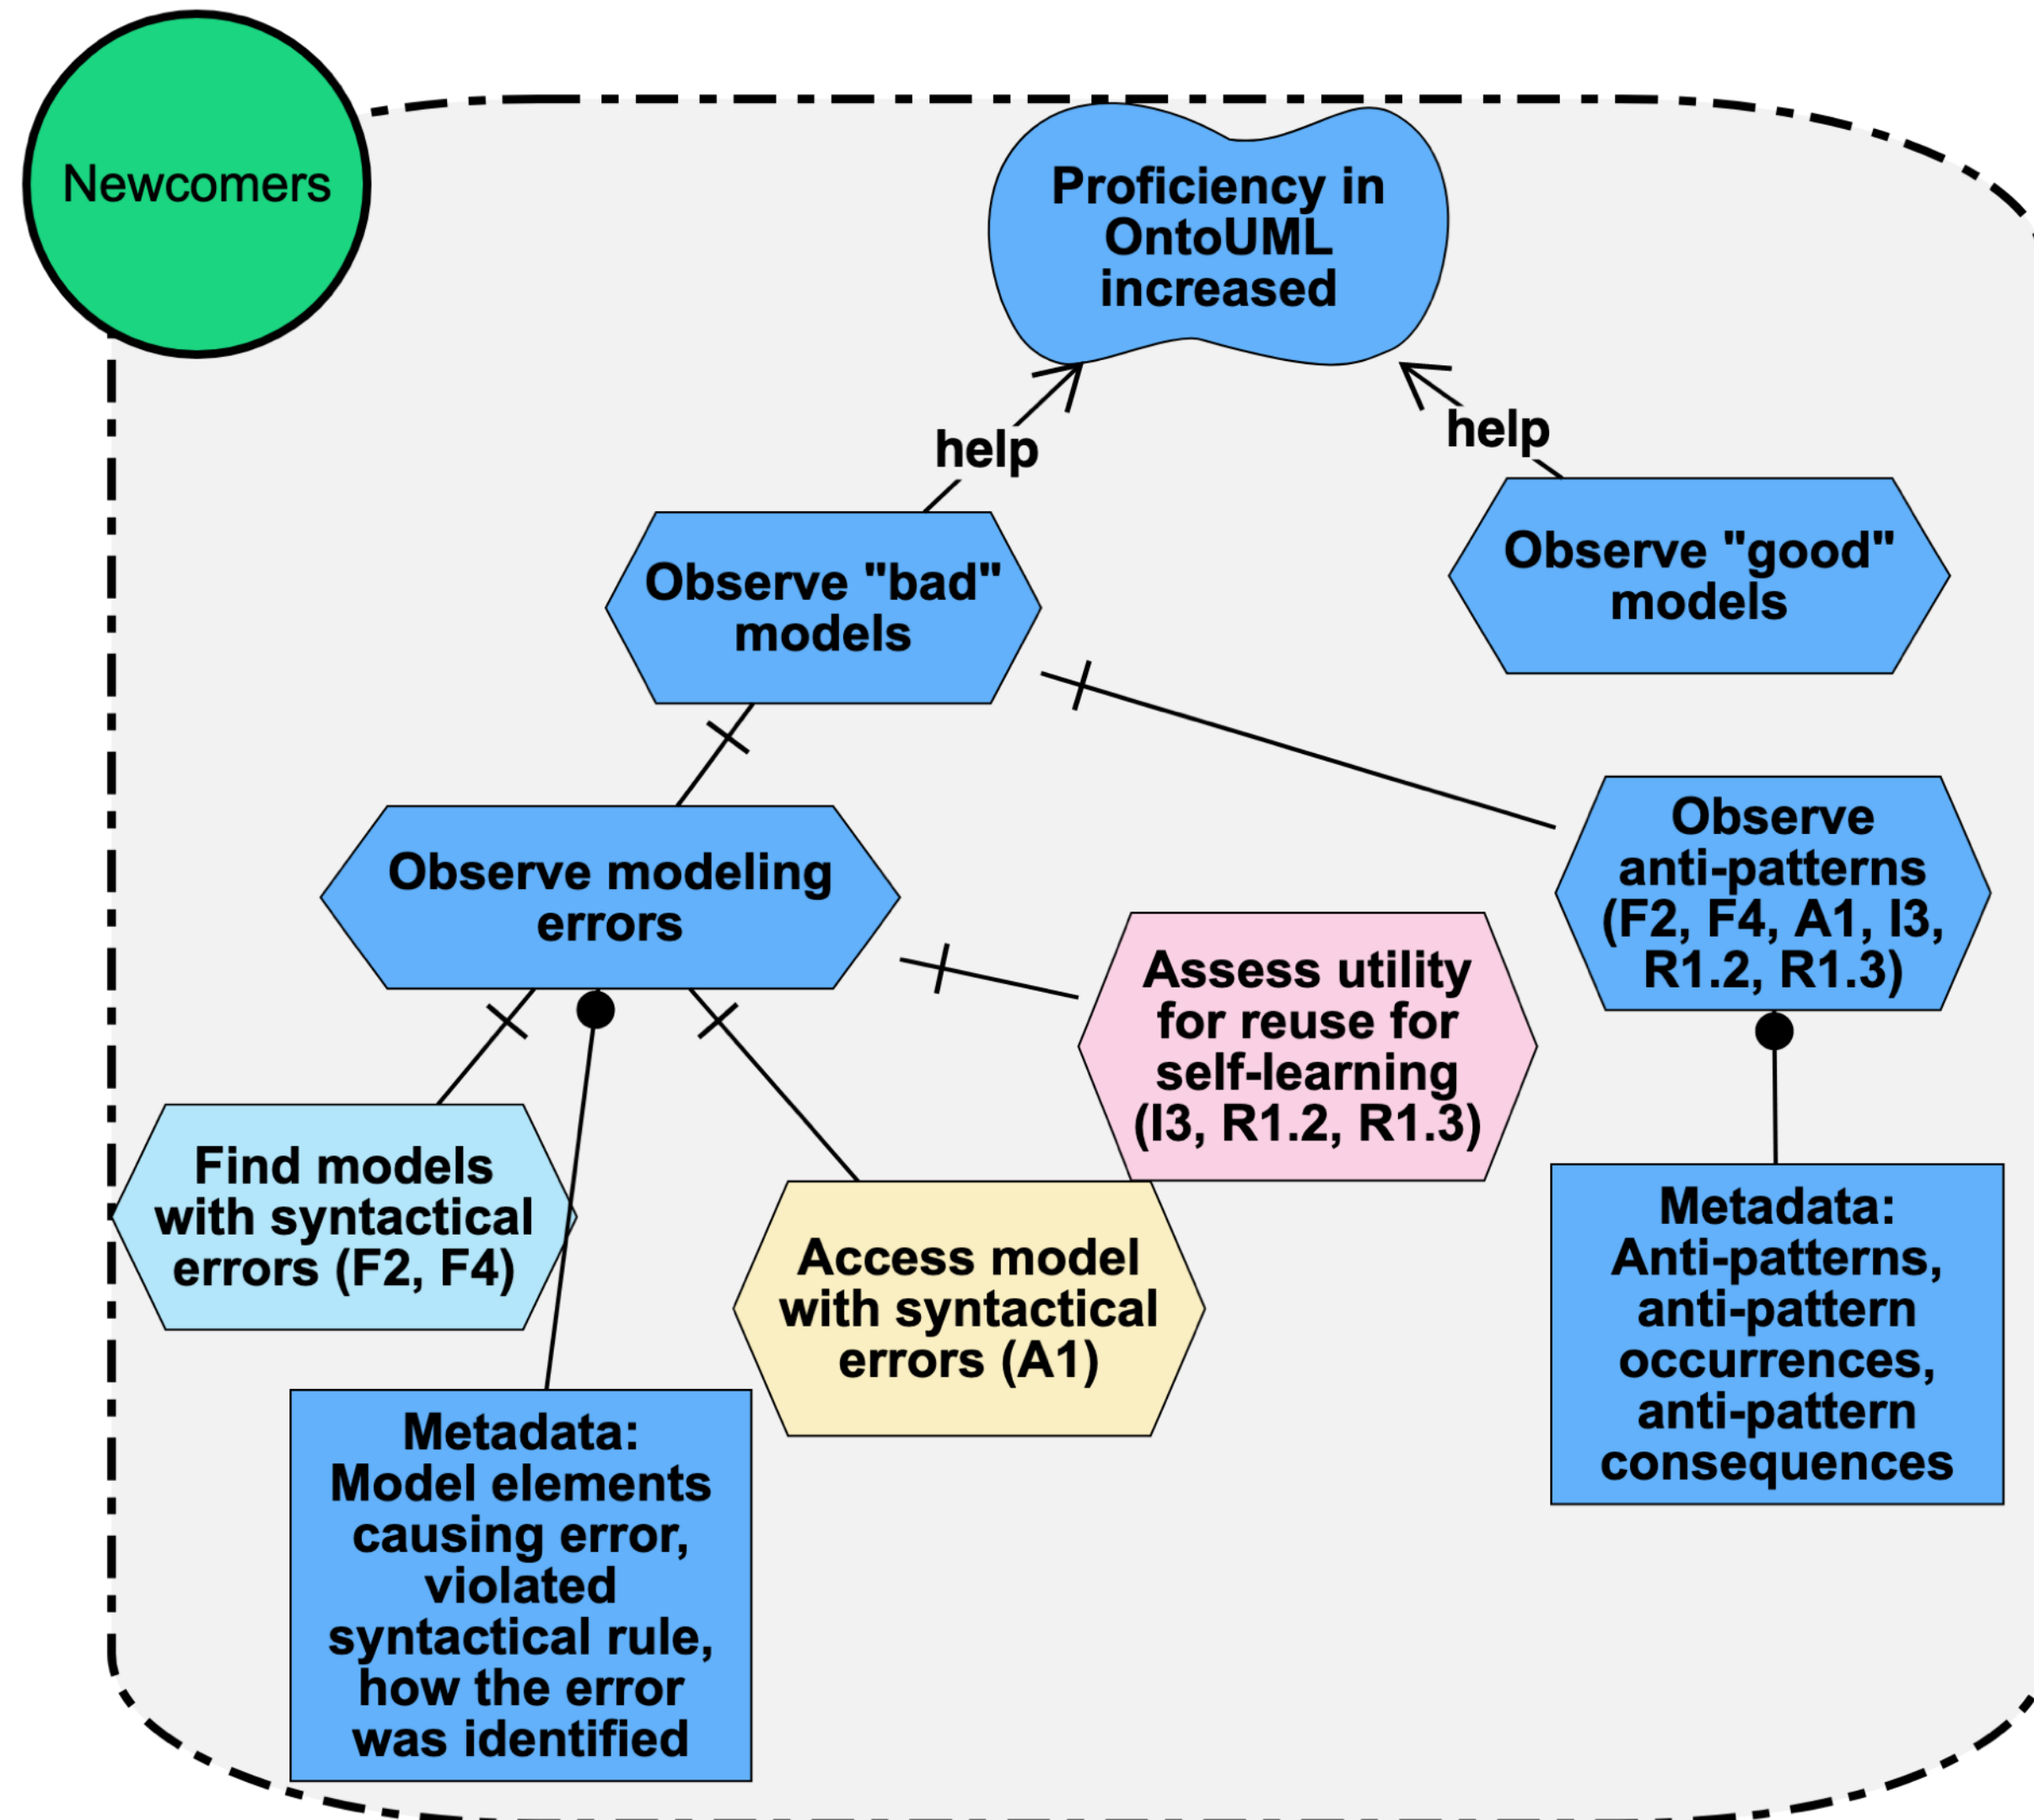 Newcomers
Proficiency in
OntoUML
increased
help
help
Observe "bad"
models
Observe "good"
models
Observe modeling
errors
Observe
anti-patterns
(F2, F4, A1, I3,
R1.2, R1.3)
Assess utility
for reuse for
self-learning
(I3, R1.2, R1.3)
Find models
with syntactical
errors (F2, F4)
Access model
with syntactical
errors (A1)
Metadata:
Anti-patterns,
anti-pattern
occurrences,
anti-pattern
consequences
Metadata:
Model elements
causing error,
violated
syntactical rule,
how the error
was identified